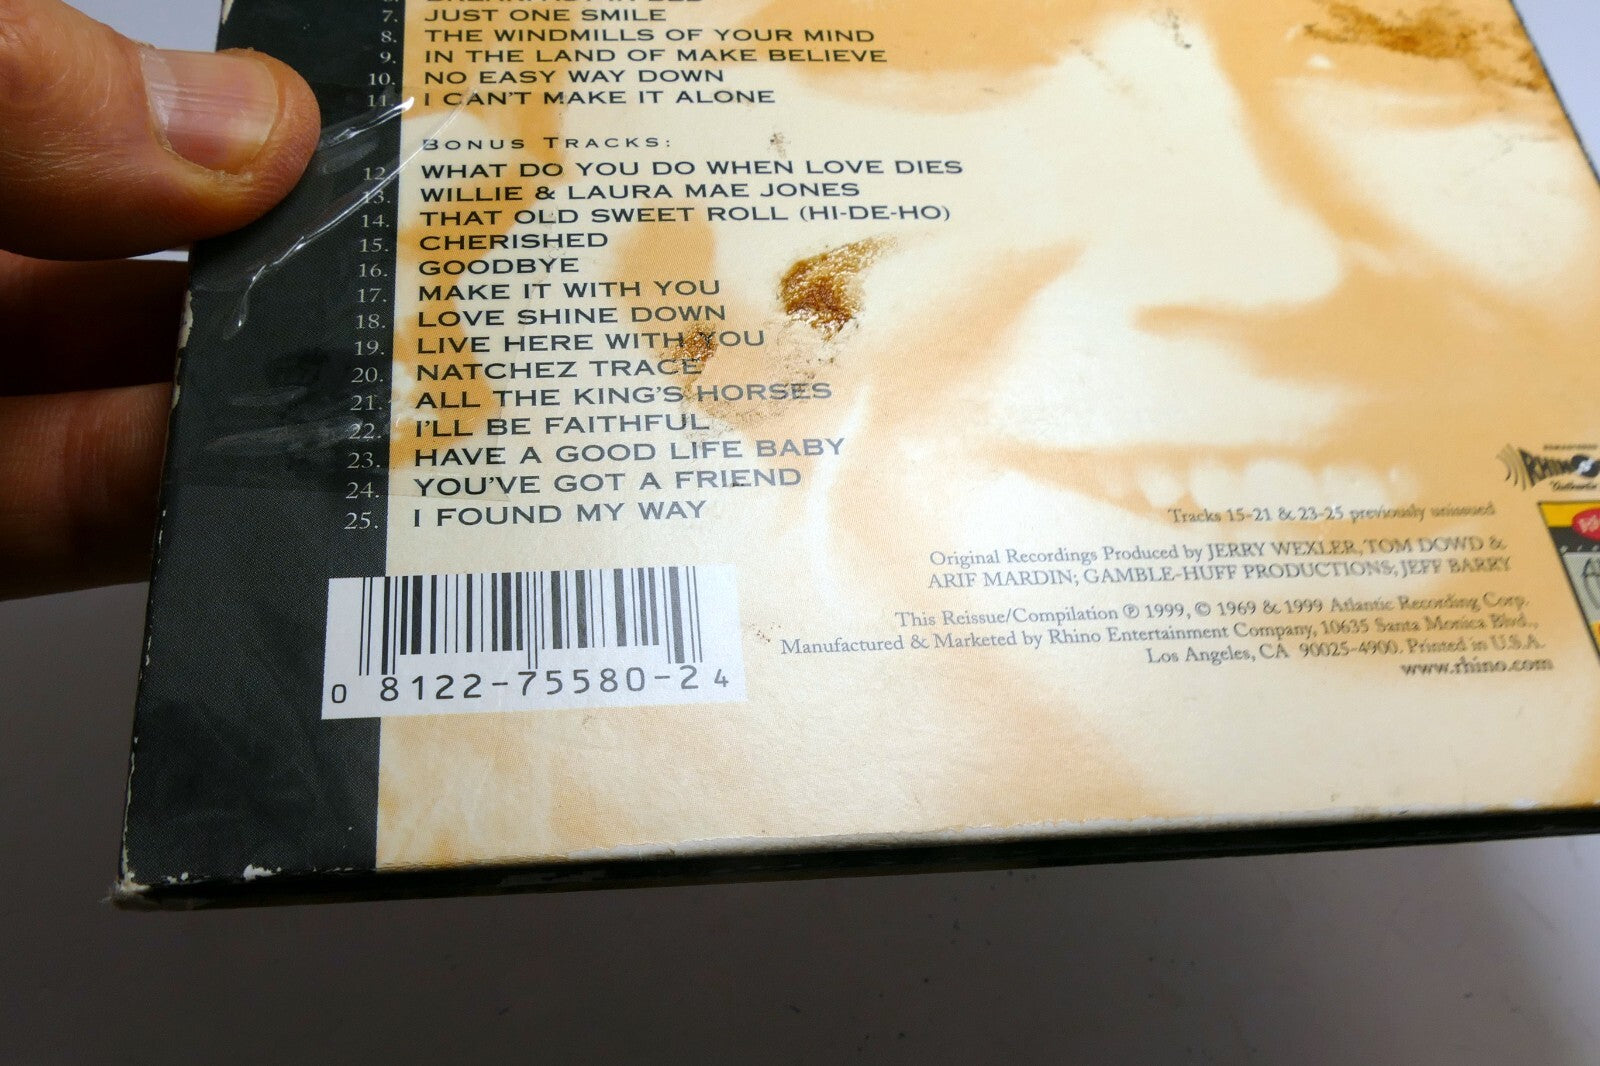 7. JUST ONE SMILE
8. THE WINDMILLS OF YOUR MIND
9. IN THE LAND OF MAKE BELIEVE
10. NO EASY WAY DOWN
11. I CAN'T MAKE IT ALONE
BONUS TRACKS:
12. WHAT DO YOU DO WHEN LOVE DIES
13. WILLIE & LAURA MAE JONES
14. THAT OLD SWEET ROLL (HI-DE-HO)
15. CHERISHED
16. GOODBYE
17. MAKE IT WITH YOU
18. LOVE SHINE DOWN
19. LIVE HERE WITH YOU
20. NATCHEZ TRACE
21. ALL THE KING'S HORSES
22. I'LL BE FAITHFUL
23. HAVE A GOOD LIFE BABY
24. YOU'VE GOT A FRIEND
25. I FOUND MY WAY
0 8122-75580-2 4
RHINO
Tracks 15-21 & 23-25 previously unissued
Original Recordings Produced by JERRY WEXLER, TOM DOWD &
ARIF MARDIN; GAMBLE-HUFF PRODUCTIONS; JEFF BARRY
This Reissue/Compilation ℗ 1999, © 1969 & 1999 Atlantic Recording Corp.
Manufactured & Marketed by Rhino Entertainment Company, 10635 Santa Monica Blvd.,
Los Angeles, CA 90025-4900. Printed in U.S.A.
www.rhino.com